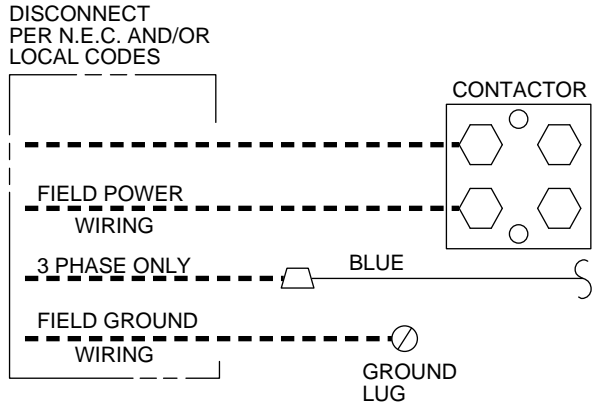 DISCONNECT
PER N.E.C. AND/OR
LOCAL CODES
CONTACTOR
FIELD POWER
WIRING
3 PHASE ONLY
BLUE
FIELD GROUND
WIRING
GROUND
LUG